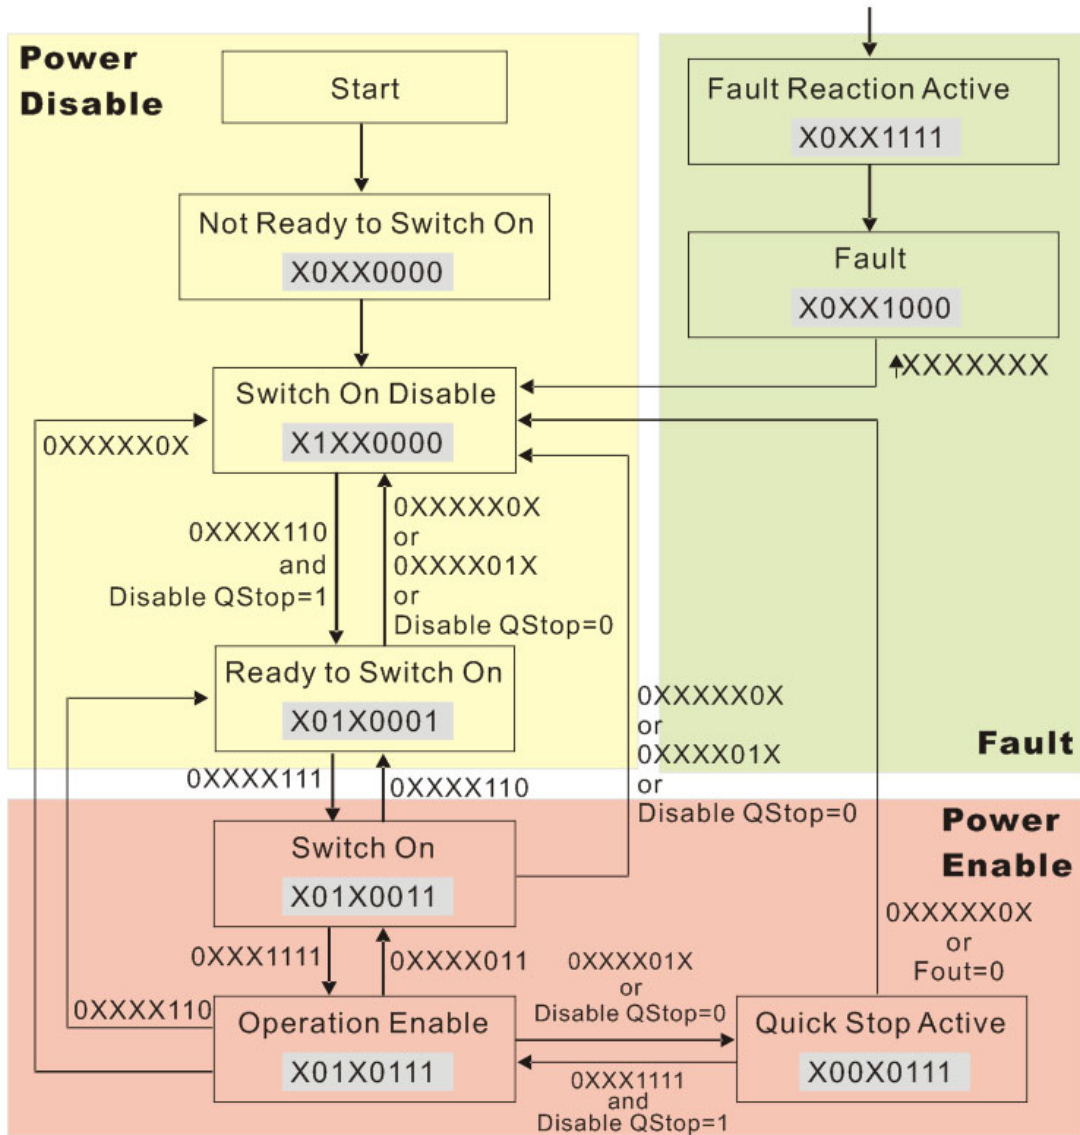 Power
Disable
Start
Not Ready to Switch On
X0XX0000
Switch On Disable
X1XX0000
0XXXXX0X
0XXXX110
and
Disable QStop=1
0XXXXX0X
or
0XXXX01X
or
Disable QStop=0
Ready to Switch On
X01X0001
Fault Reaction Active
X0XX1111
Fault
X0XX1000
XXXXXXX
Fault
0XXXXX0X
or
0XXXX01X
or
Disable QStop=0
0XXXX111
0XXXX110
Power
Enable
Switch On
X01X0011
0XXX1111
0XXXX011
0XXXX110
Operation Enable
X01X0111
0XXXX01X
or
Disable QStop=0
0XXX1111
and
Disable QStop=1
0XXXXX0X
or
Fout=0
Quick Stop Active
X00X0111